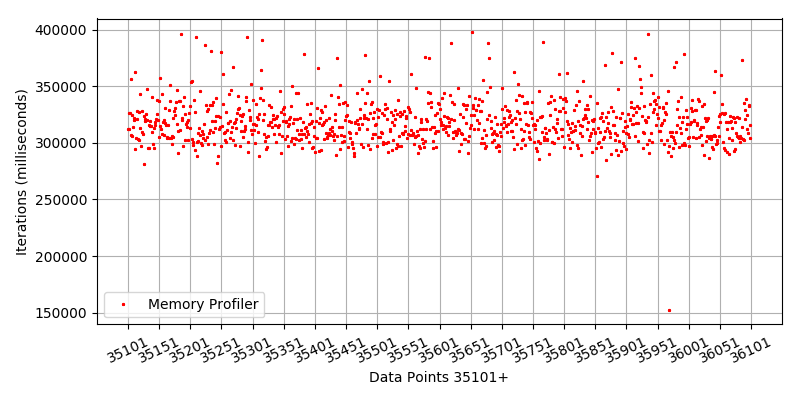 400000
350000
300000
250000
200000
150000
Iterations (milliseconds)
Memory Profiler
35101 35151 35201 35251 35301 35351 35401 35451 35501 35551 35601 35651 35701 35751 35801 35851 35901 35951 36001 36051 36101
Data Points 35101+